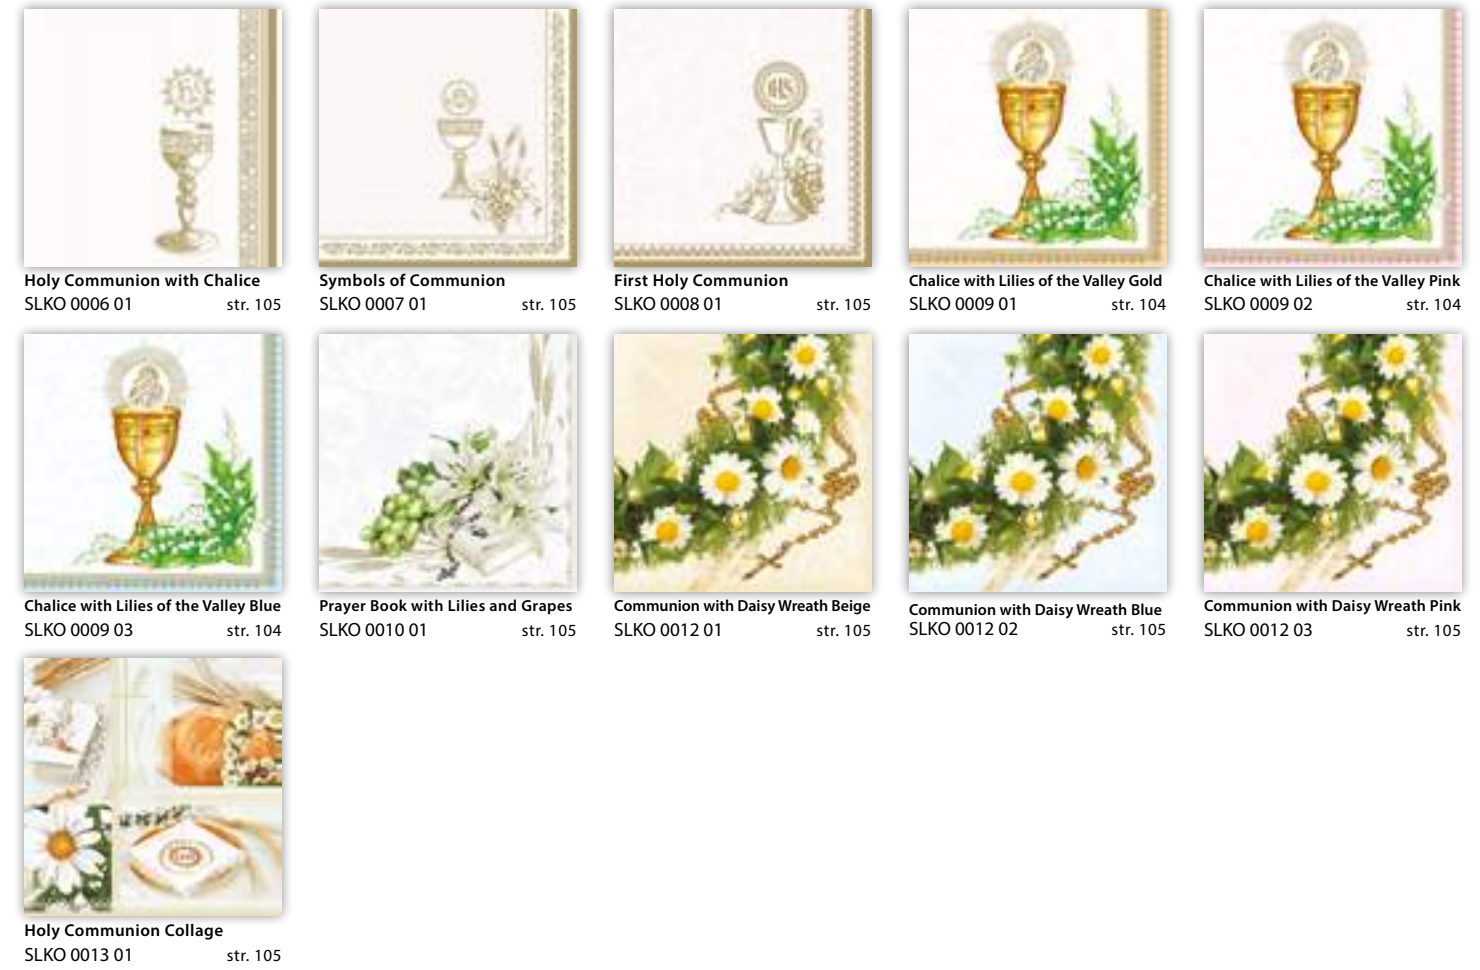 IHS
Holy Communion with Chalice
SLKO 0006 01 str. 105
Symbols of Communion
SLKO 0007 01 str. 105
IHS
First Holy Communion
SLKO 0008 01 str. 105
Chalice with Lilies of the Valley Gold
SLKO 0009 01 str. 104
Chalice with Lilies of the Valley Pink
SLKO 0009 02 str. 104
Chalice with Lilies of the Valley Blue
SLKO 0009 03 str. 104
Prayer Book with Lilies and Grapes
SLKO 0010 01 str. 105
Communion with Daisy Wreath Beige
SLKO 0012 01 str. 105
Communion with Daisy Wreath Blue
SLKO 0012 02 str. 105
Communion with Daisy Wreath Pink
SLKO 0012 03 str. 105
Holy Communion Collage
SLKO 0013 01 str. 105